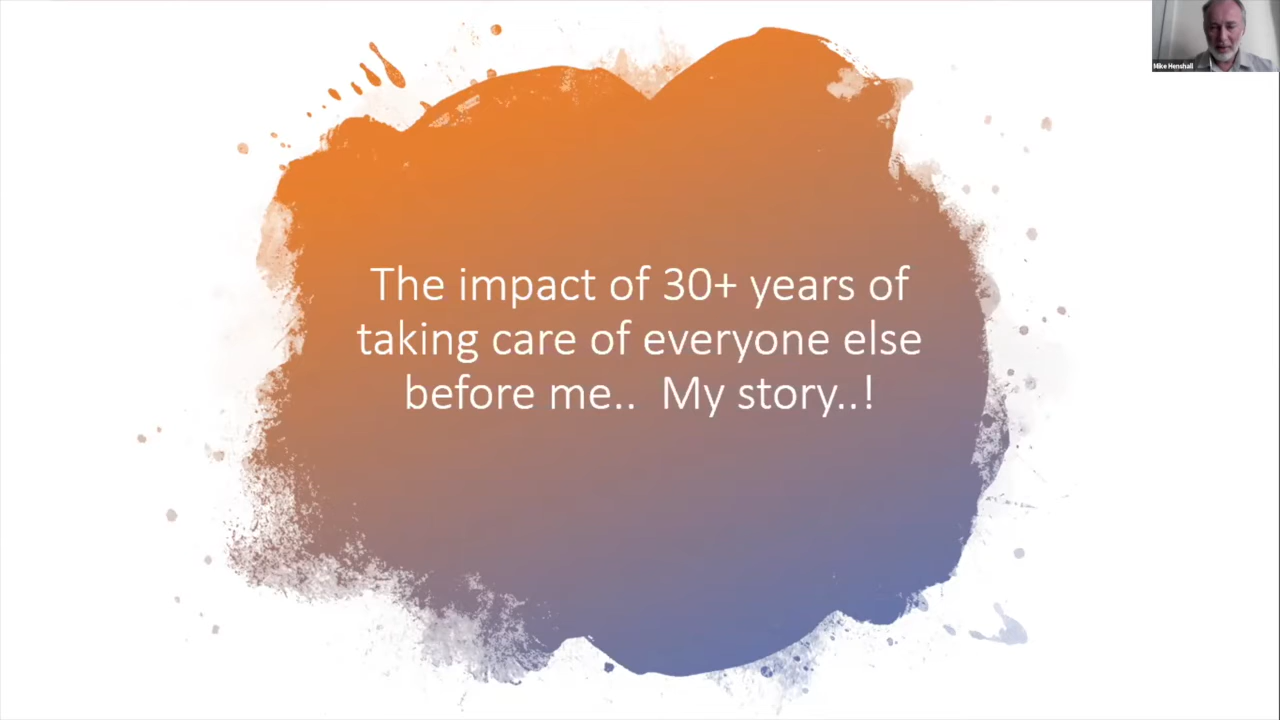 The impact of 30+ years of
taking care of everyone else
before me.. My story..!
Mike Henshall